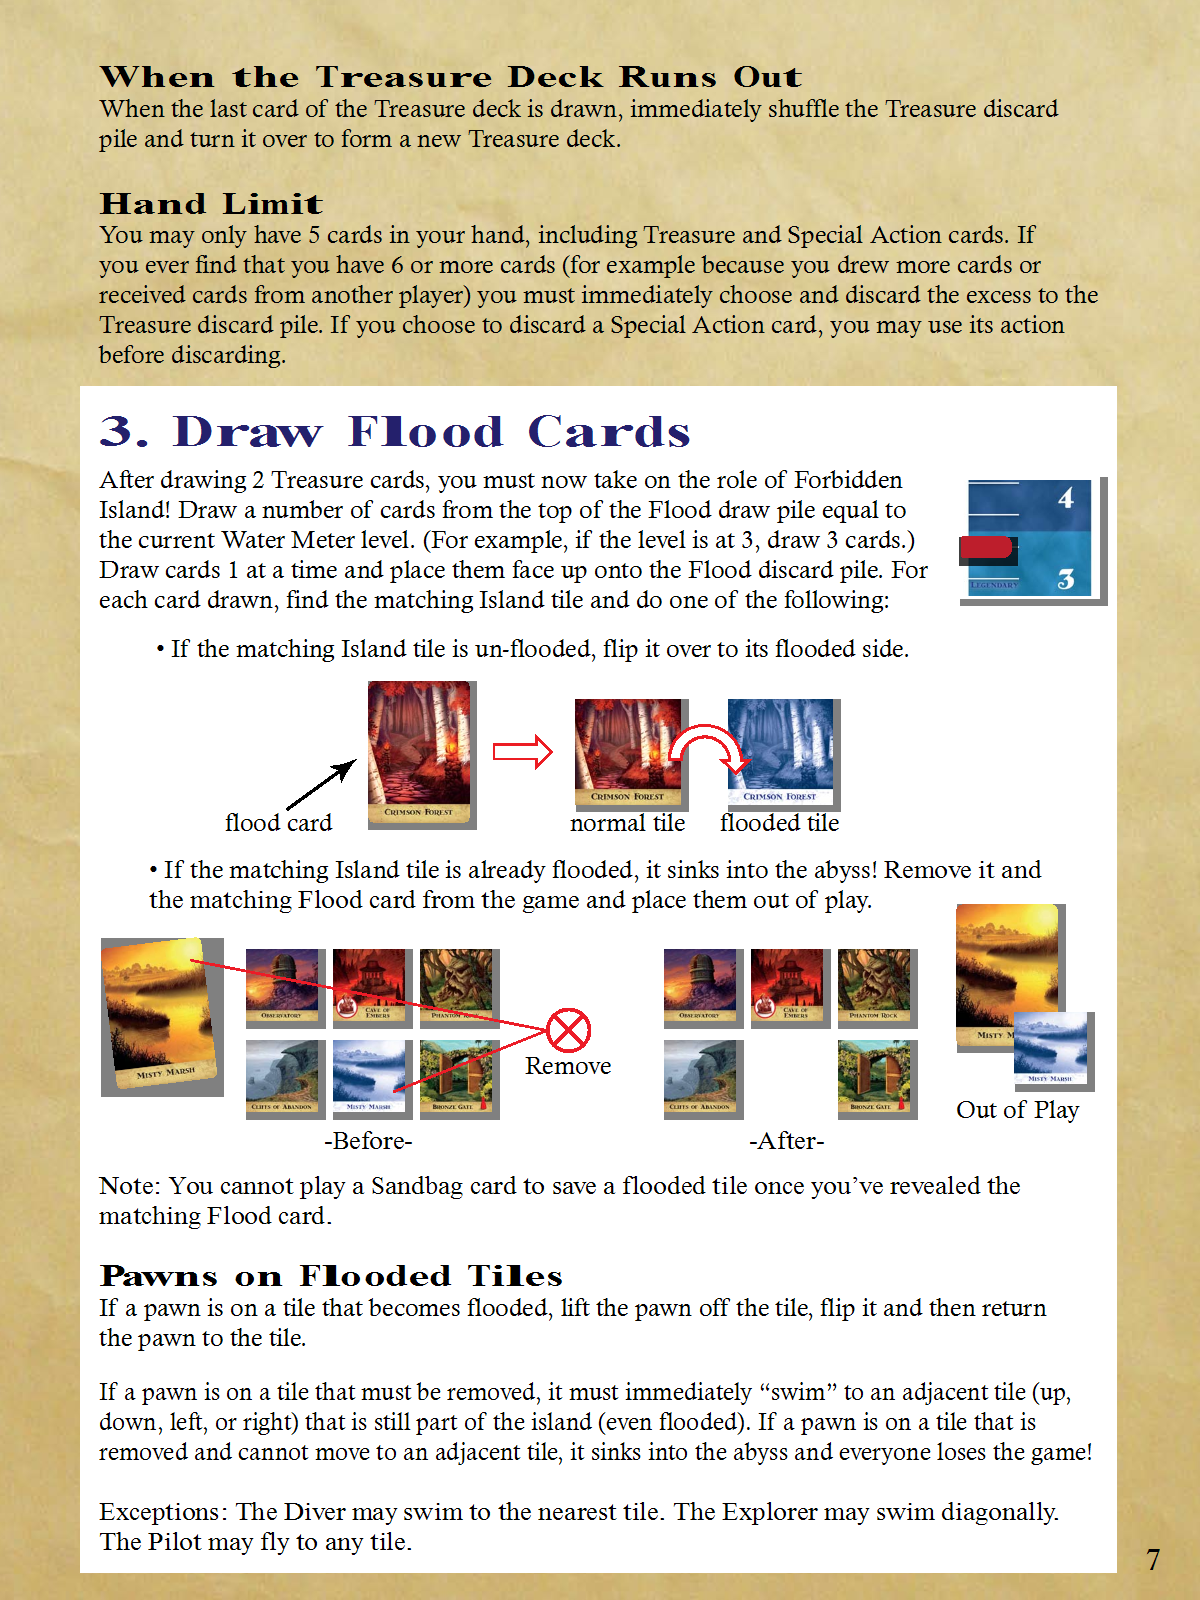 When the Treasure Deck Runs Out
When the last card of the Treasure deck is drawn, immediately shuffle the Treasure discard
pile and turn it over to form a new Treasure deck.
Hand Limit
You may only have 5 cards in your hand, including Treasure and Special Action cards. If
you ever find that you have 6 or more cards (for example because you drew more cards or
received cards from another player) you must immediately choose and discard the excess to the
Treasure discard pile. If you choose to discard a Special Action card, you may use its action
before discarding.
3. Draw Flood Cards
After drawing 2 Treasure cards, you must now take on the role of Forbidden
Island! Draw a number of cards from the top of the Flood draw pile equal to
the current Water Meter level. (For example, if the level is at 3, draw 3 cards.)
Draw cards 1 at a time and place them face up onto the Flood discard pile. For
each card drawn, find the matching Island tile and do one of the following:
4
3
Legendary
• If the matching Island tile is un-flooded, flip it over to its flooded side.
Crimson Forest
Crimson Forest
Crimson Forest
flood card
normal tile
flooded tile
• If the matching Island tile is already flooded, it sinks into the abyss! Remove it and
the matching Flood card from the game and place them out of play.
Misty Marsh
Observatory
Cave of
Embers
Phantom Rock
Cliffs of Abandon
Misty Marsh
Bronze Gate
Remove
-Before-
Observatory
Cave of
Embers
Phantom Rock
Cliffs of Abandon
Bronze Gate
-After-
Misty M
Misty Marsh
Out of Play
Note: You cannot play a Sandbag card to save a flooded tile once you’ve revealed the
matching Flood card.
Pawns on Flooded Tiles
If a pawn is on a tile that becomes flooded, lift the pawn off the tile, flip it and then return
the pawn to the tile.
If a pawn is on a tile that must be removed, it must immediately “swim” to an adjacent tile (up,
down, left, or right) that is still part of the island (even flooded). If a pawn is on a tile that is
removed and cannot move to an adjacent tile, it sinks into the abyss and everyone loses the game!
Exceptions: The Diver may swim to the nearest tile. The Explorer may swim diagonally.
The Pilot may fly to any tile.
7